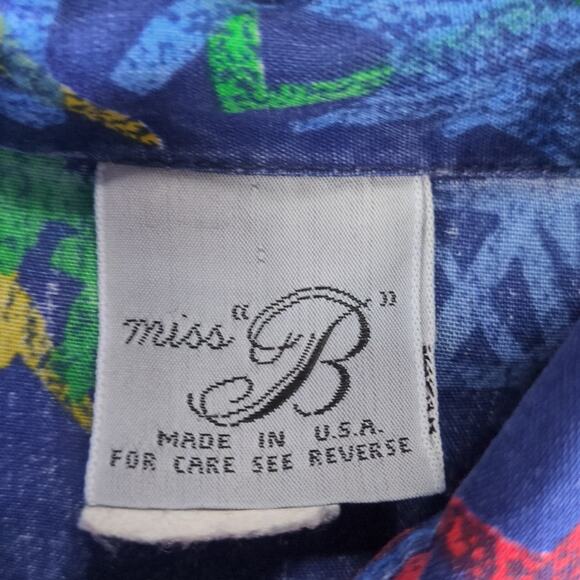 miss "B"
MADE IN U.S.A.
FOR CARE SEE REVERSE